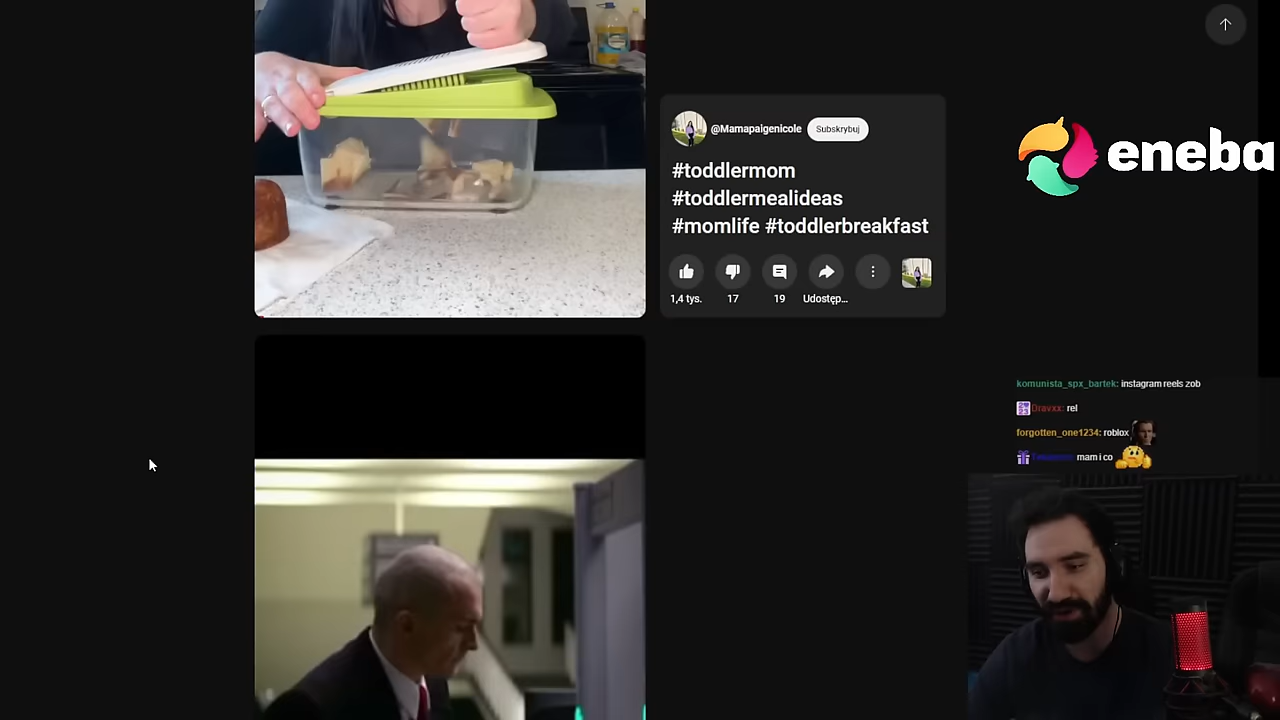 @Mamapaigenicole
Subskrybuj
#toddlermom
#toddlermealideas
#momlife #toddlerbreakfast
1,4 tys.
17
19
Udostęp...
eneba
komunista_spx_bartek: instagram reels zob
Dravxx: rel
forgotten_one1234: roblox
mam i co